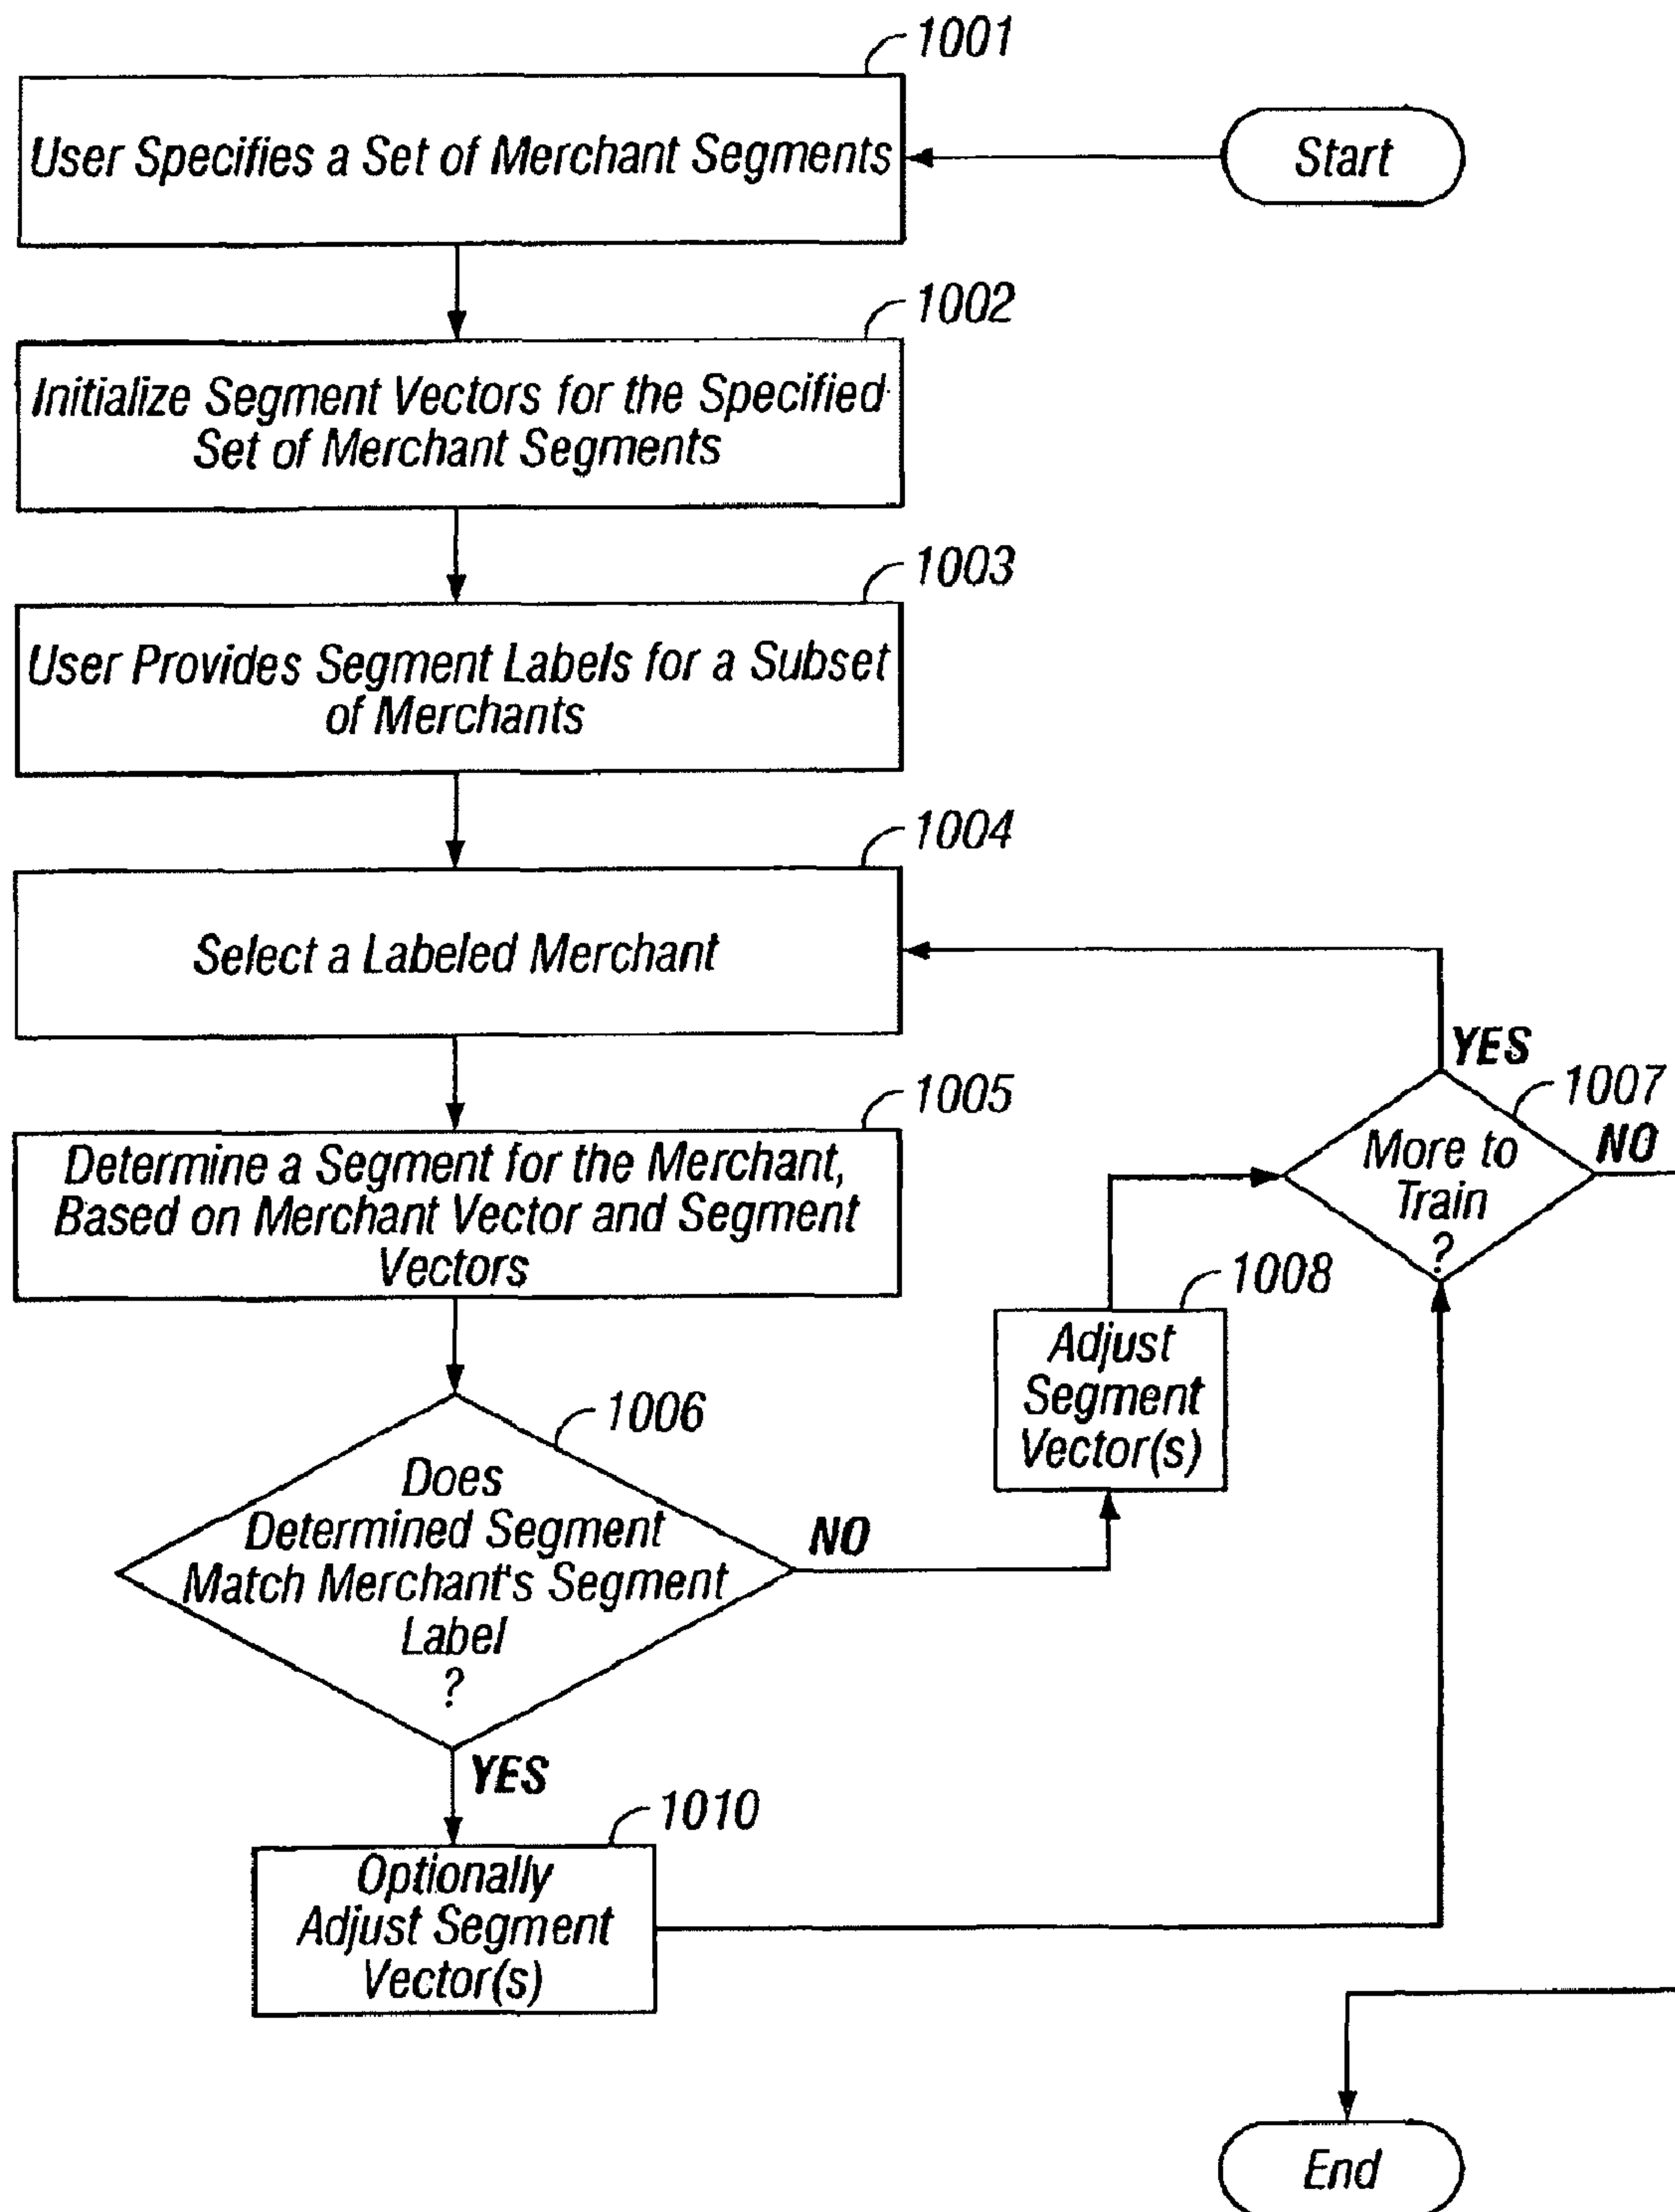 1001
User Specifies a Set of Merchant Segments
Start
1002
Initialize Segment Vectors for the Specified
Set of Merchant Segments
1003
User Provides Segment Labels for a Subset
of Merchants
1004
Select a Labeled Merchant
YES
1007
NO
More to
Train
?
1005
Determine a Segment for the Merchant,
Based on Merchant Vector and Segment
Vectors
1008
Adjust
Segment
Vector(s)
1006
Does
Determined Segment
Match Merchant's Segment
Label
?
NO
YES
1010
Optionally
Adjust Segment
Vector(s)
End